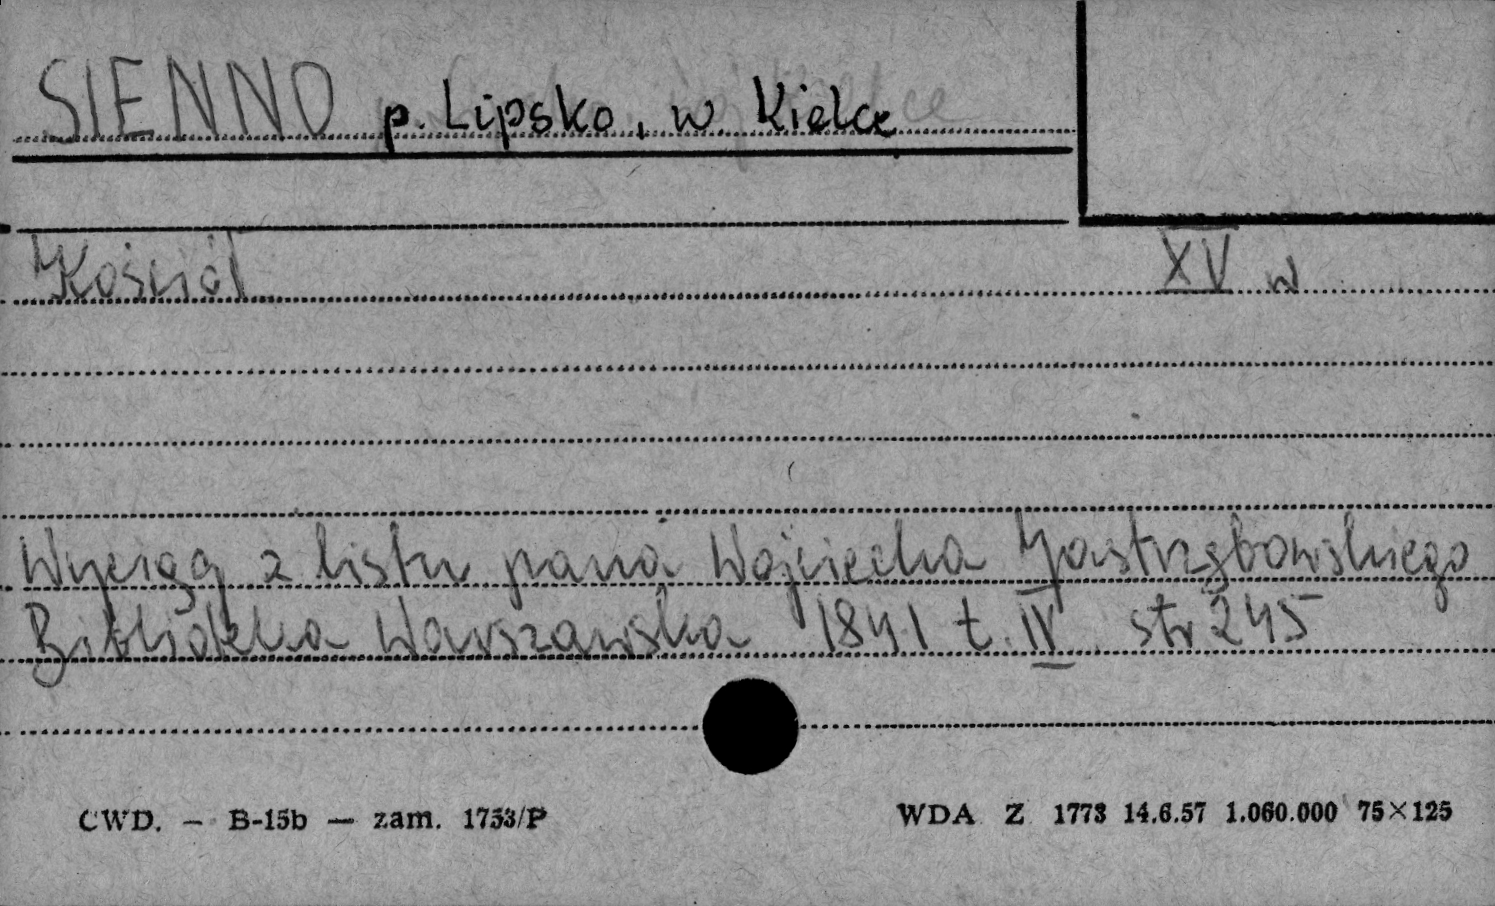 SIENNO p. Lipsko, w. Kielce
Kościół XV w
Wyciąg z listu pana Wojciecha Jastrzębowskiego
Biblioteka Warszawska 1841 t. IV str 245
CWD. — B-15b — zam. 1753/P
WDA Z 1773 14.6.57 1.060.000 75×125